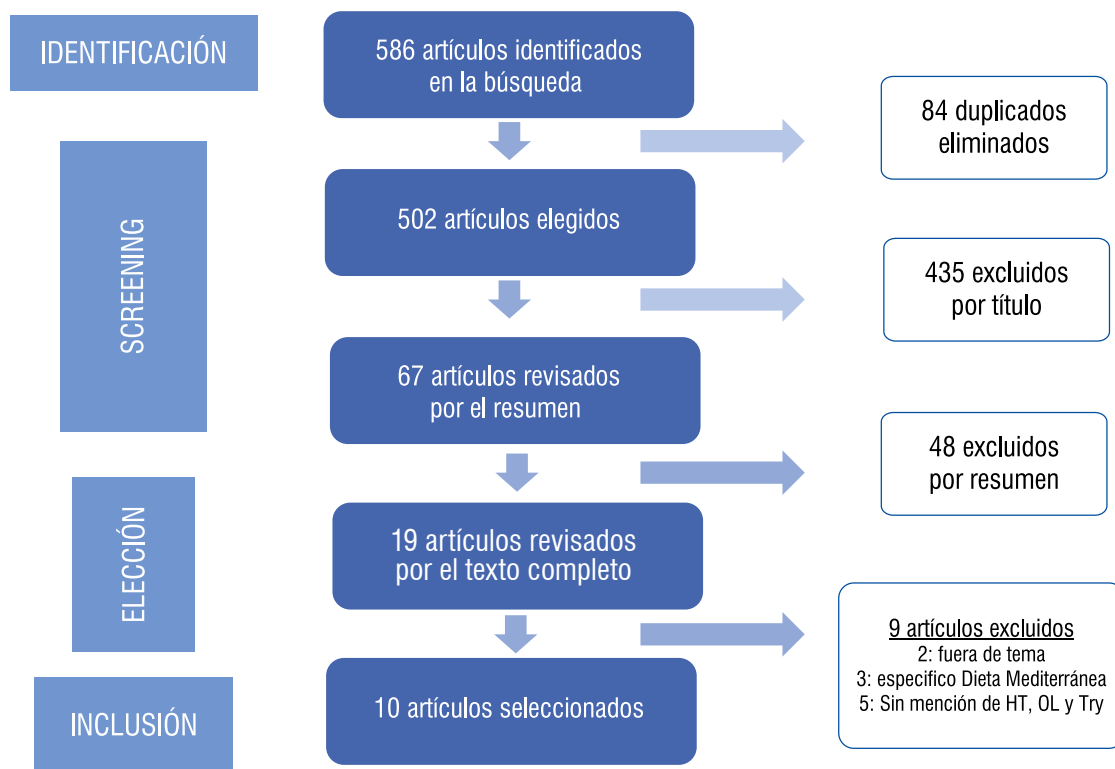 IDENTIFICACIÓN
586 artículos identificados
en la búsqueda
84 duplicados
eliminados
SCREENING
502 artículos elegidos
435 excluidos
por título
67 artículos revisados
por el resumen
48 excluidos
por resumen
ELECCIÓN
19 artículos revisados
por el texto completo
9 artículos excluidos
2: fuera de tema
3: especifico Dieta Mediterránea
5: Sin mención de HT, OL y Try
INCLUSIÓN
10 artículos seleccionados